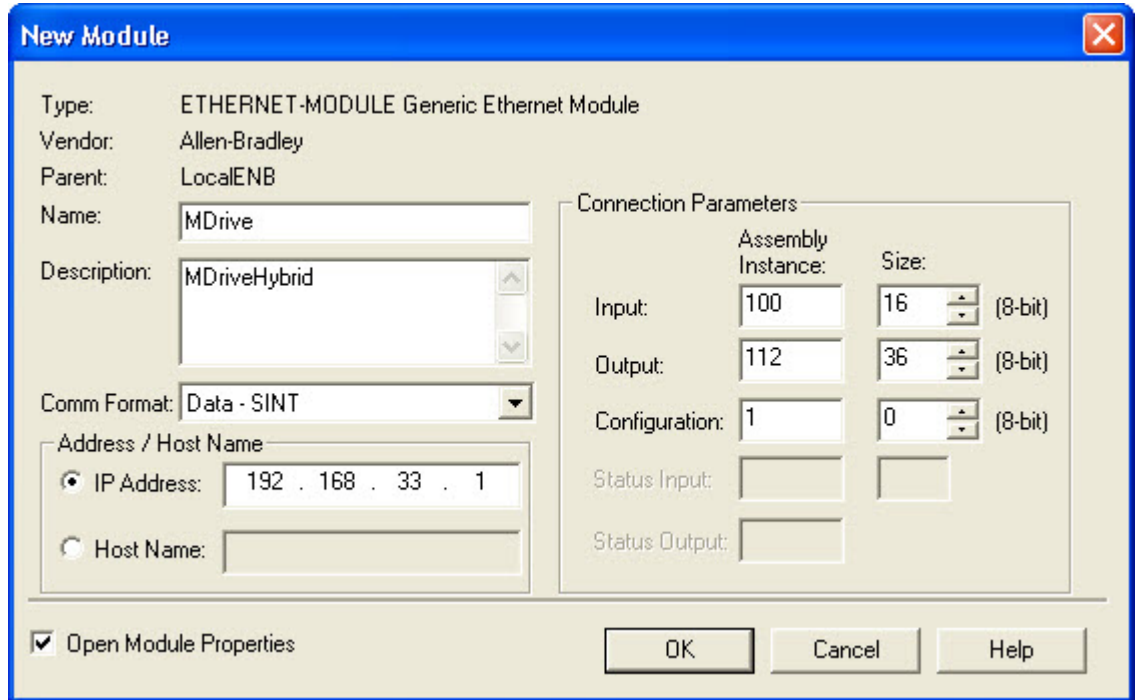 New Module
Type: ETHERNET-MODULE Generic Ethernet Module
Vendor: Allen-Bradley
Parent: LocalENB
Name: MDrive
Description: MDriveHybrid
Comm Format: Data - SINT
Address / Host Name
IP Address: 192 . 168 . 33 . 1
Host Name:
Connection Parameters
Assembly Instance: Size:
Input: 100 16 (8-bit)
Output: 112 36 (8-bit)
Configuration: 1 0 (8-bit)
Status Input:
Status Output:
Open Module Properties
OK Cancel Help